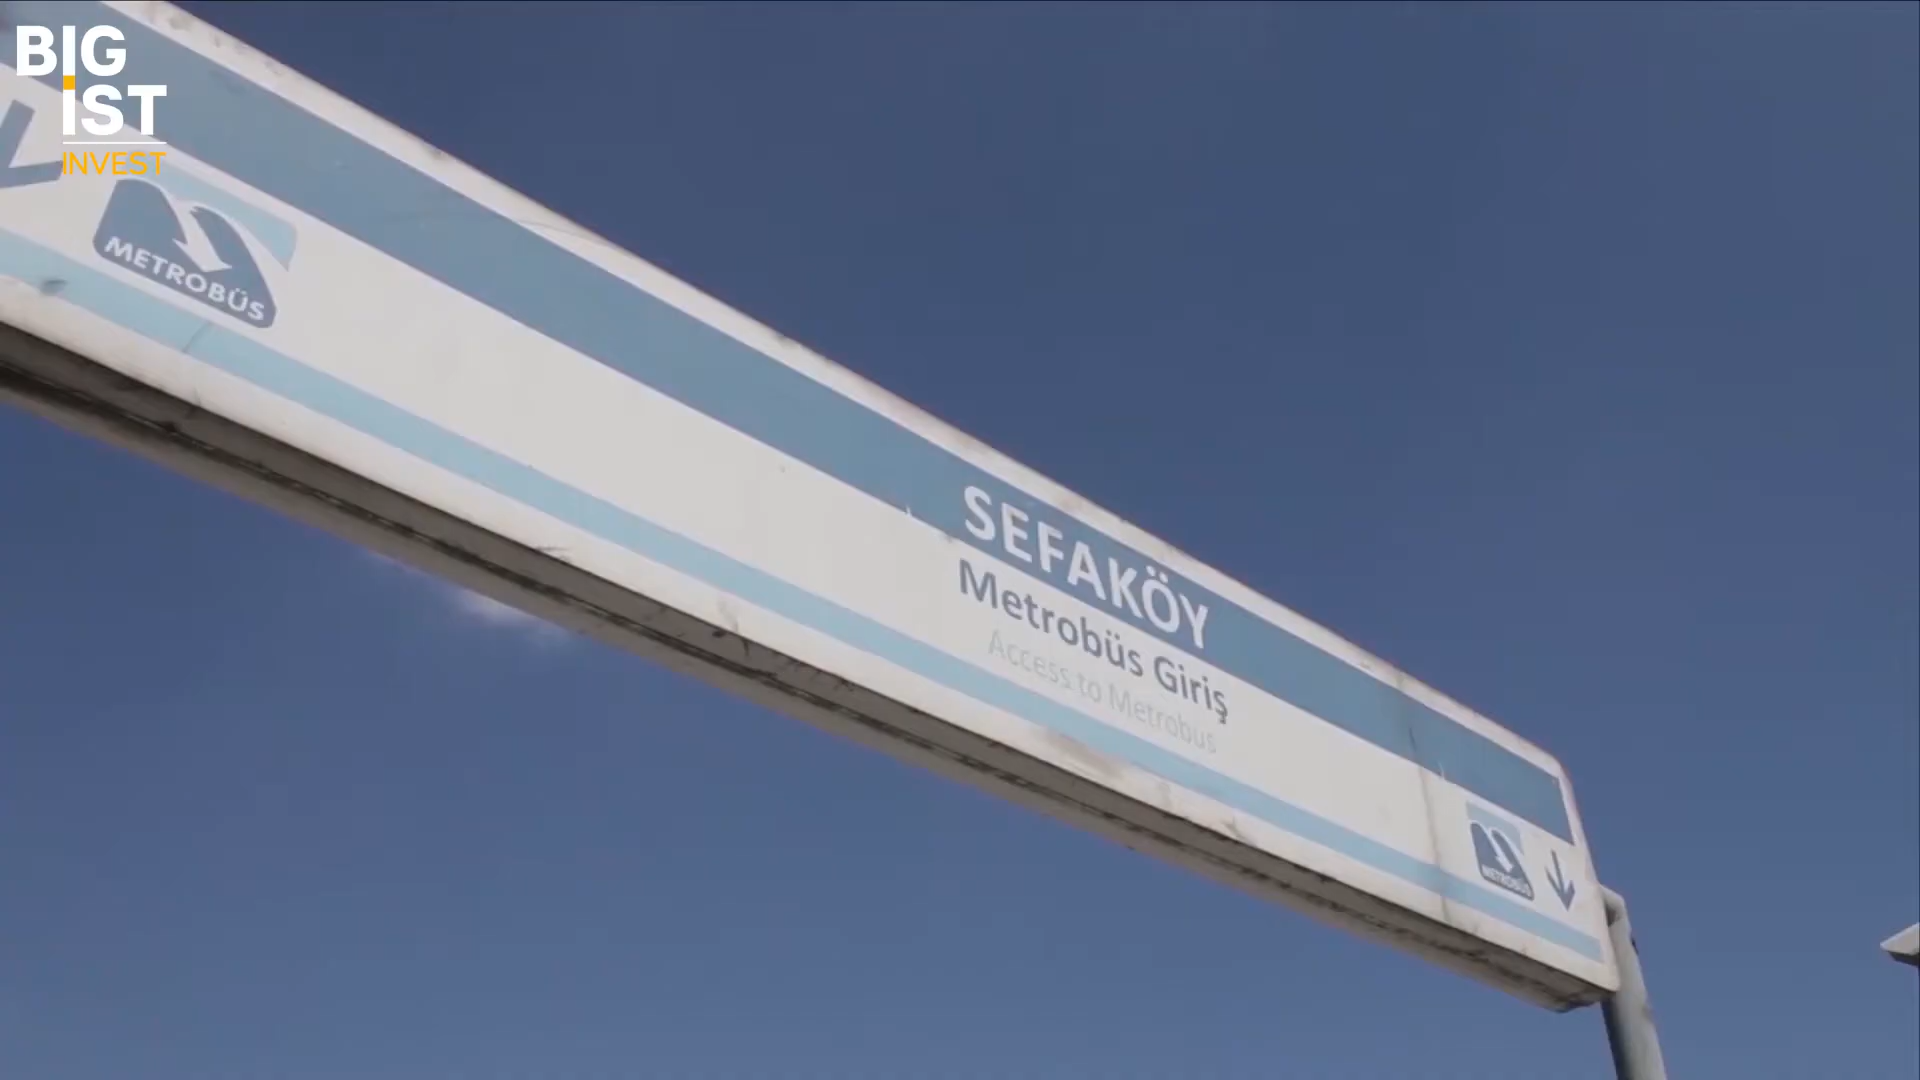 BIG
iST
INVEST
METROBÜS
SEFAKÖY
Metrobüs Giriş
Access to Metrobus
METROBÜS